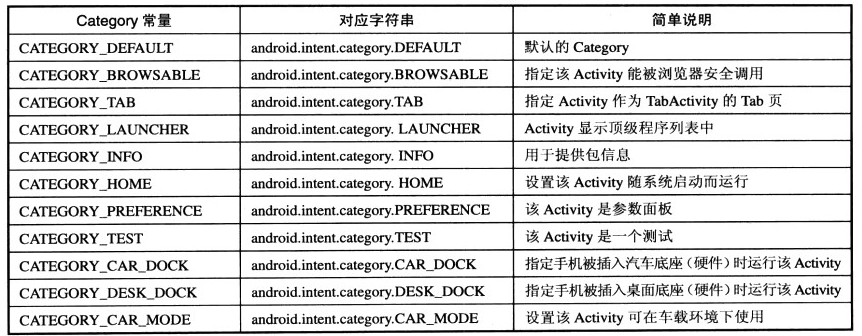 Category 常量 对应字符串 简单说明
CATEGORY_DEFAULT android.intent.category.DEFAULT 默认的 Category
CATEGORY_BROWSABLE android.intent.category.BROWSABLE 指定该 Activity 能被浏览器安全调用
CATEGORY_TAB android.intent.category.TAB 指定 Activity 作为 TabActivity 的 Tab 页
CATEGORY_LAUNCHER android.intent.category. LAUNCHER Activity 显示顶级程序列表中
CATEGORY_INFO android.intent.category. INFO 用于提供包信息
CATEGORY_HOME android.intent.category. HOME 设置该 Activity 随系统启动而运行
CATEGORY_PREFERENCE android.intent.category.PREFERENCE 该 Activity 是参数面板
CATEGORY_TEST android.intent.category.TEST 该 Activity 是一个测试
CATEGORY_CAR_DOCK android.intent.category.CAR_DOCK 指定手机被插入汽车底座（硬件）时运行该 Activity
CATEGORY_DESK_DOCK android.intent.category.DESK_DOCK 指定手机被插入桌面底座（硬件）时运行该 Activity
CATEGORY_CAR_MODE android.intent.category.CAR_MODE 设置该 Activity 可在车载环境下使用